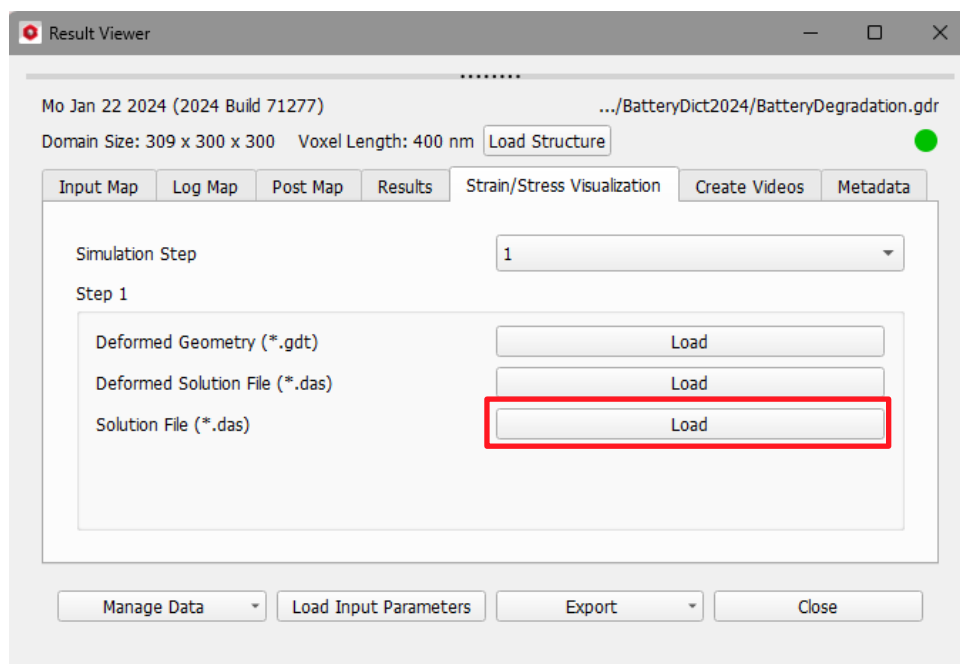 Result Viewer
Mo Jan 22 2024 (2024 Build 71277) .../BatteryDict2024/BatteryDegradation.gdr
Domain Size: 309 x 300 x 300 Voxel Length: 400 nm Load Structure
Input Map Log Map Post Map Results Strain/Stress Visualization Create Videos Metadata
Simulation Step 1
Step 1
Deformed Geometry (*.gdt) Load
Deformed Solution File (*.das) Load
Solution File (*.das) Load
Manage Data Load Input Parameters Export Close